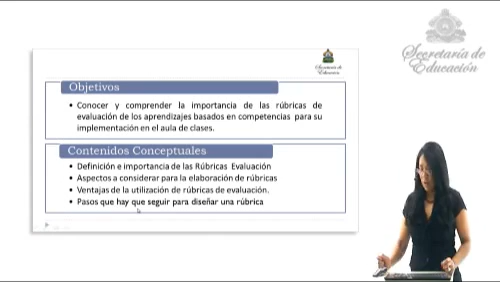 Secretaría de
Educación
Secretaría de
Educación
Objetivos
• Conocer y comprender la importancia de las rúbricas de
evaluación de los aprendizajes basados en competencias para su
implementación en el aula de clases.
Contenidos Conceptuales
• Definición e importancia de las Rúbricas Evaluación
• Aspectos a considerar para la elaboración de rúbricas
• Ventajas de la utilización de rúbricas de evaluación.
• Pasos que hay que seguir para diseñar una rúbrica